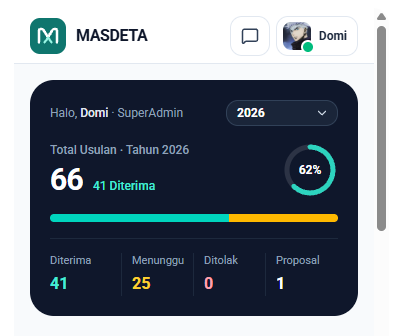 MASDETA
Domi
Halo, Domi · SuperAdmin
2026
Total Usulan · Tahun 2026
66 41 Diterima
62%
Diterima Menunggu Ditolak Proposal
41 25 0 1